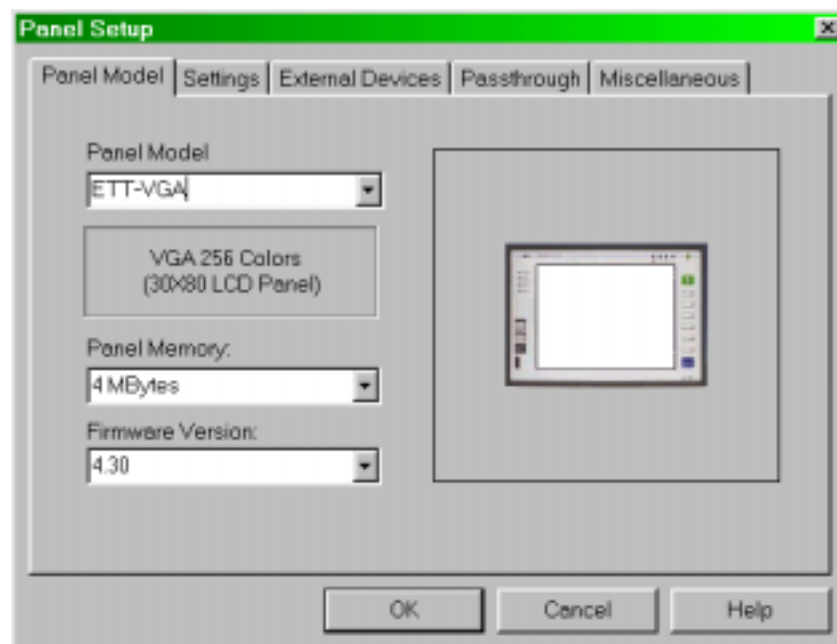 Panel Setup
Panel Model Settings External Devices Passthrough Miscellaneous
Panel Model
ETT-VGA
VGA 256 Colors
(30X80 LCD Panel)
Panel Memory:
4 MBytes
Firmware Version:
4.30
OK Cancel Help